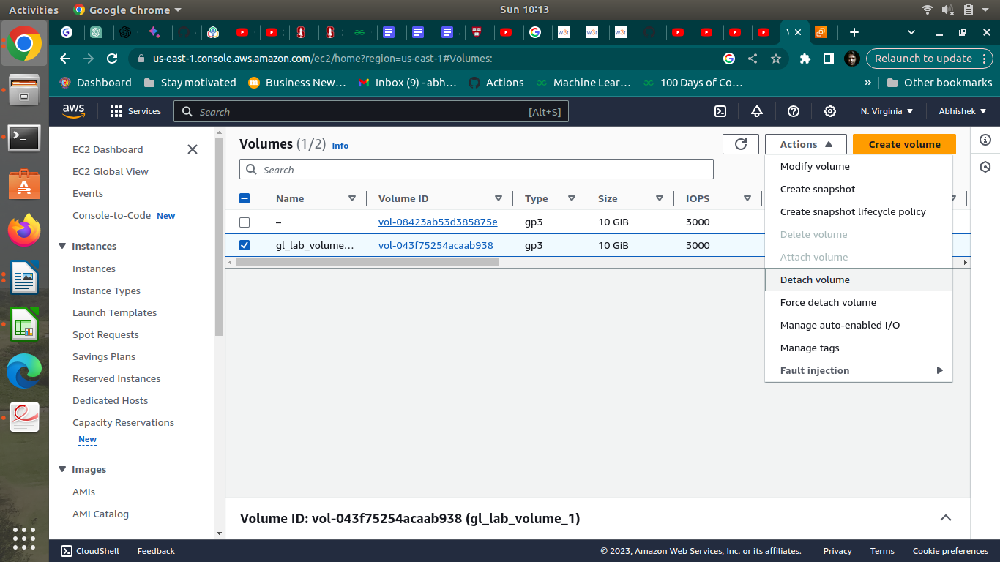 Activities Google Chrome Sun 10:13
us-east-1.console.aws.amazon.com/ec2/home?region=us-east-1#Volumes: Relaunch to update
Dashboard Stay motivated Business New… Inbox (9) - abh… Actions Machine Lear… 100 Days of Co… » Other bookmarks
aws Services Search [Alt+S] N. Virginia Abhishek
EC2 Dashboard
EC2 Global View
Events
Console-to-Code New
Instances
Instances
Instance Types
Launch Templates
Spot Requests
Savings Plans
Reserved Instances
Dedicated Hosts
Capacity Reservations
New
Images
AMIs
AMI Catalog
Volumes (1/2) Info Actions Create volume
Search
Name Volume ID Type Size IOPS
– vol-08423ab53d385875e gp3 10 GiB 3000
gl_lab_volume… vol-043f75254acaab938 gp3 10 GiB 3000
Modify volume
Create snapshot
Create snapshot lifecycle policy
Delete volume
Attach volume
Detach volume
Force detach volume
Manage auto-enabled I/O
Manage tags
Fault injection
Volume ID: vol-043f75254acaab938 (gl_lab_volume_1)
CloudShell Feedback © 2023, Amazon Web Services, Inc. or its affiliates. Privacy Terms Cookie preferences